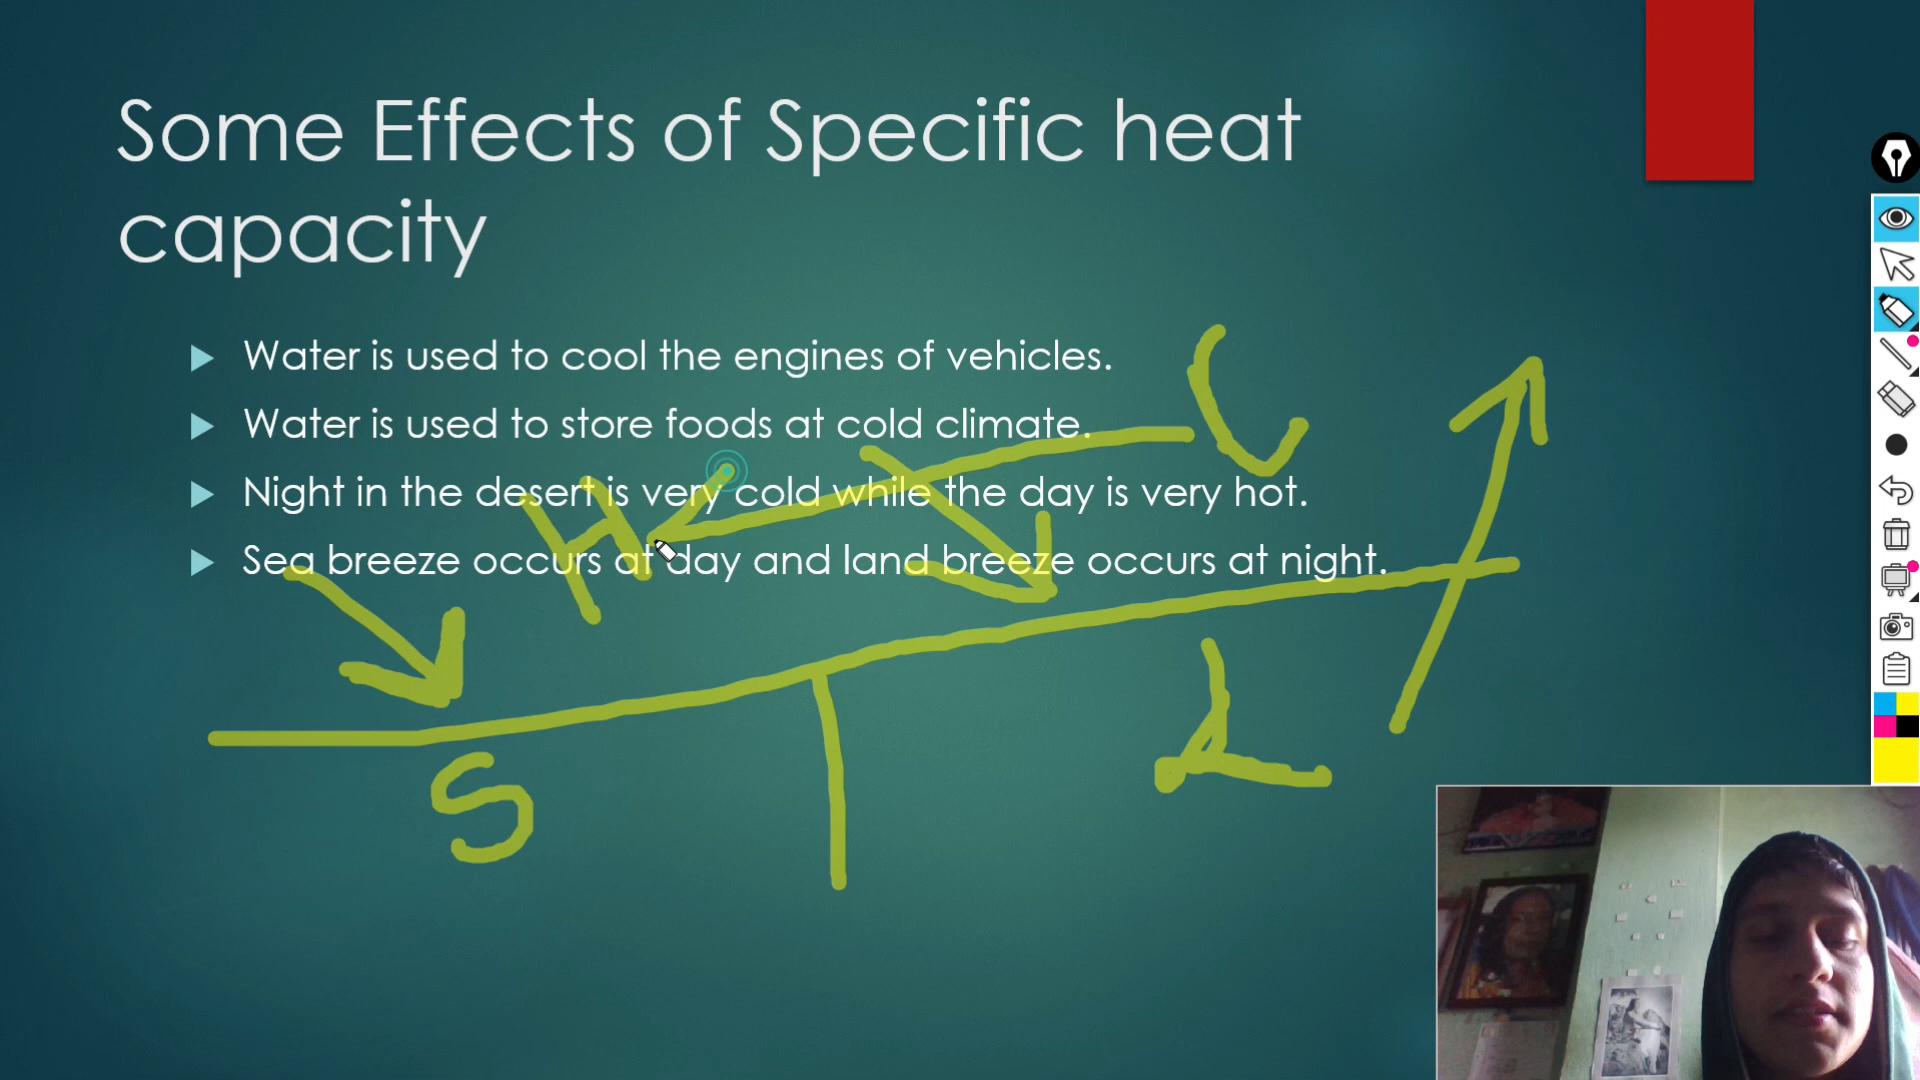 Some Effects of Specific heat
capacity
Water is used to cool the engines of vehicles.
Water is used to store foods at cold climate.
Night in the desert is very cold while the day is very hot.
Sea breeze occurs at day and land breeze occurs at night.
C
H
S
L